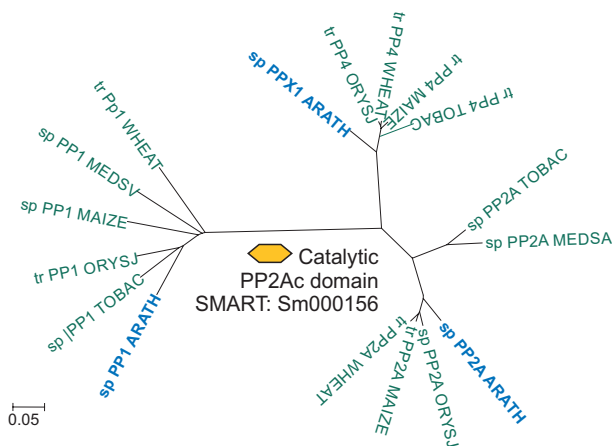 tr Pp1 WHEAT
sp PP1 MEDSV
sp PP1 MAIZE
tr PP1 ORYSJ
sp |PP1 TOBAC
sp PP1 ARATH
sp PPX1 ARATH
tr PP4 ORYSJ
tr PP4 WHEAT
tr PP4 MAIZE
tr PP4 TOBAC
sp PP2A TOBAC
sp PP2A MEDSA
sp PP2A ARATH
sp PP2A ORYSJ
tr PP2A MAIZE
tr PP2A WHEAT
Catalytic
PP2Ac domain
SMART: Sm000156
0.05